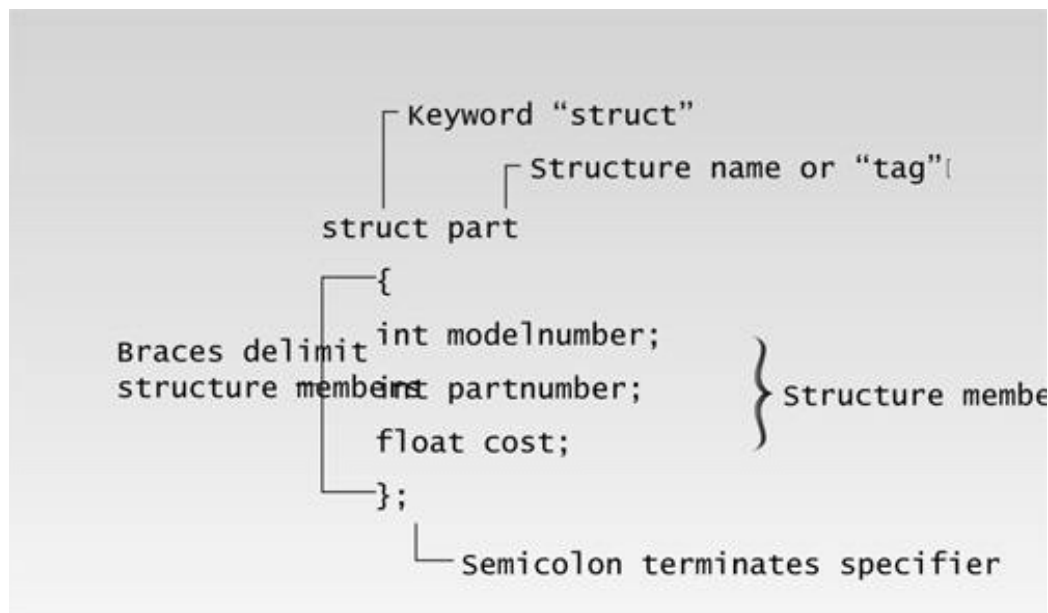 Keyword “struct”
Structure name or “tag”
struct part
{
int modelnumber;
Braces delimit
structure members
int partnumber;
Structure membe
float cost;
};
Semicolon terminates specifier